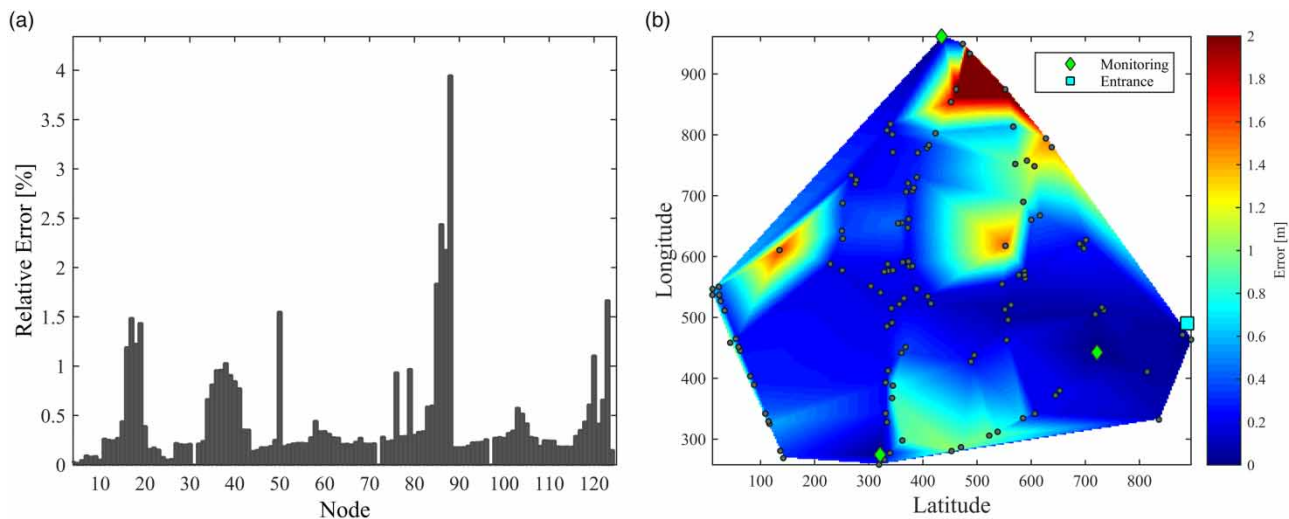 (a)
Relative Error [%]
4
3.5
3
2.5
2
1.5
1
0.5
0
10 20 30 40 50 60 70 80 90 100 110 120
Node
(b)
Longitude
900
800
700
600
500
400
300
100 200 300 400 500 600 700 800
Latitude
Monitoring
Entrance
2
1.8
1.6
1.4
1.2
1
0.8
0.6
0.4
0.2
0
Error [m]